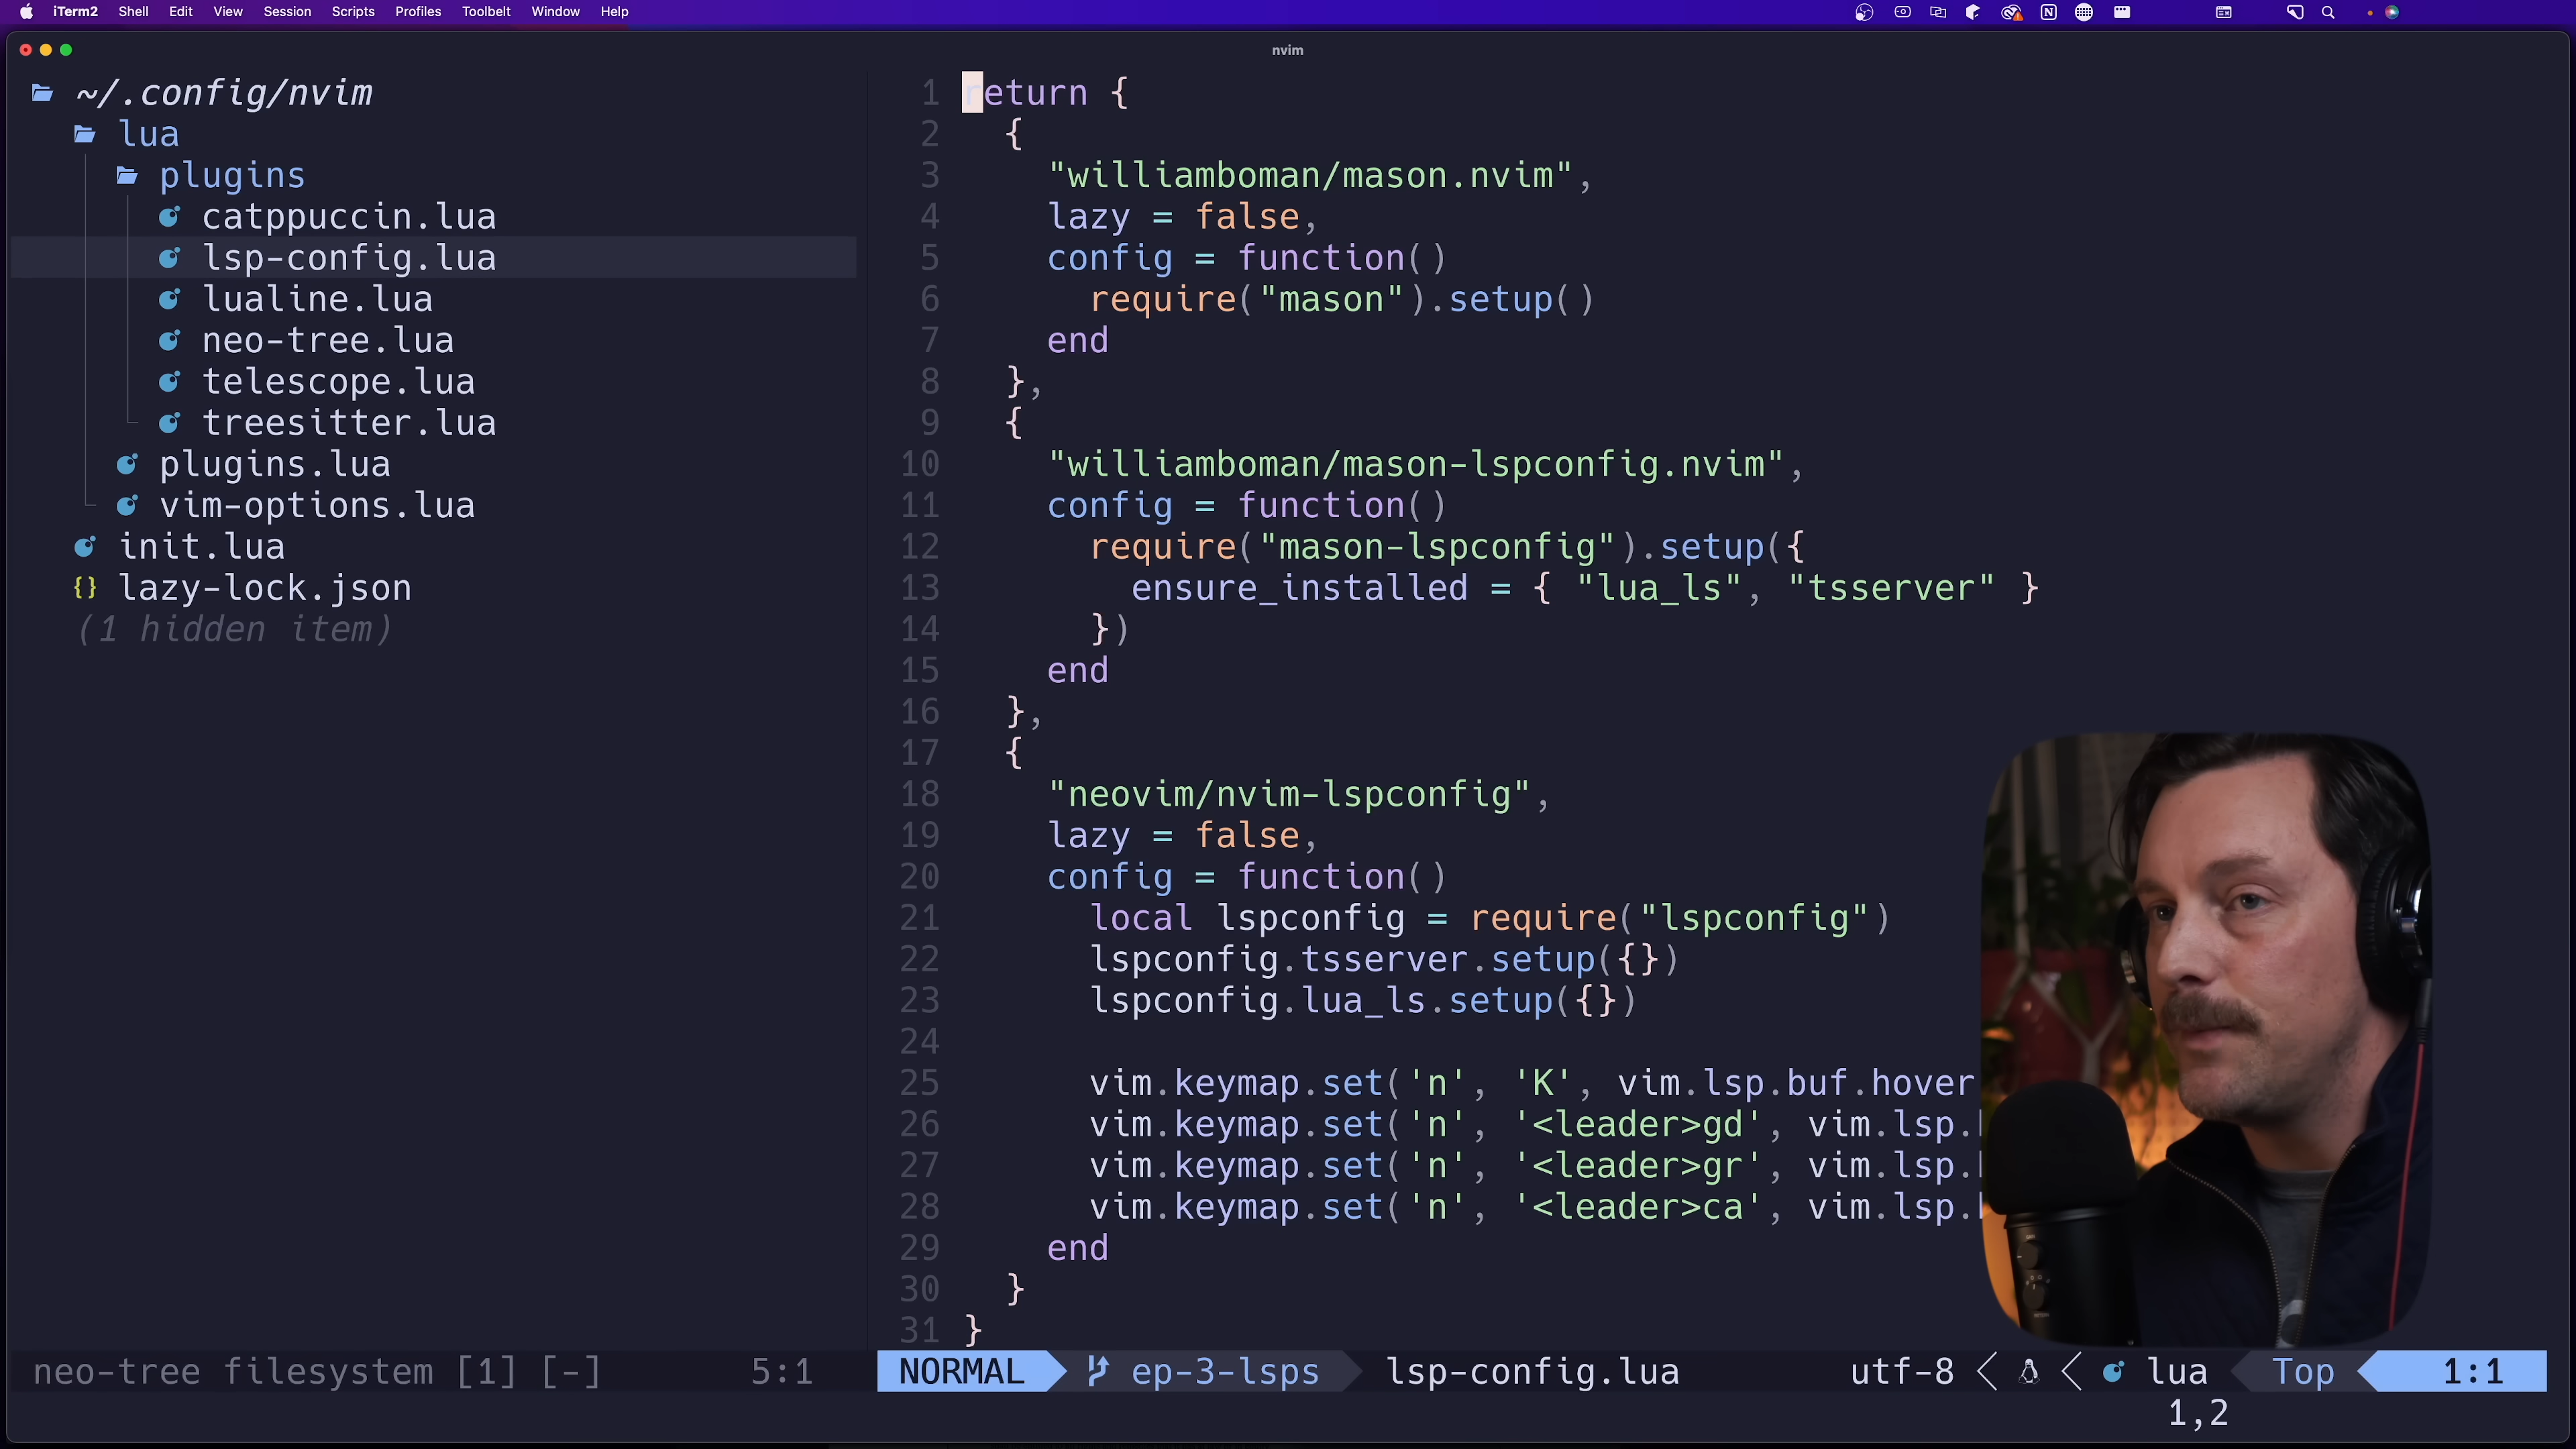 iTerm2 Shell Edit View Session Scripts Profiles Toolbelt Window Help
nvim
~/.config/nvim
lua
plugins
catppuccin.lua
lsp-config.lua
lualine.lua
neo-tree.lua
telescope.lua
treesitter.lua
plugins.lua
vim-options.lua
init.lua
{} lazy-lock.json
(1 hidden item)
neo-tree filesystem [1] [-] 5:1
1 return {
2   {
3     "williamboman/mason.nvim",
4     lazy = false,
5     config = function()
6       require("mason").setup()
7     end
8   },
9   {
10     "williamboman/mason-lspconfig.nvim",
11     config = function()
12       require("mason-lspconfig").setup({
13         ensure_installed = { "lua_ls", "tsserver" }
14       })
15     end
16   },
17   {
18     "neovim/nvim-lspconfig",
19     lazy = false,
20     config = function()
21       local lspconfig = require("lspconfig")
22       lspconfig.tsserver.setup({})
23       lspconfig.lua_ls.setup({})
24
25       vim.keymap.set('n', 'K', vim.lsp.buf.hover
26       vim.keymap.set('n', '<leader>gd', vim.lsp.
27       vim.keymap.set('n', '<leader>gr', vim.lsp.
28       vim.keymap.set('n', '<leader>ca', vim.lsp.
29     end
30   }
31 }
NORMAL ep-3-lsps lsp-config.lua utf-8 lua Top 1:1
1,2